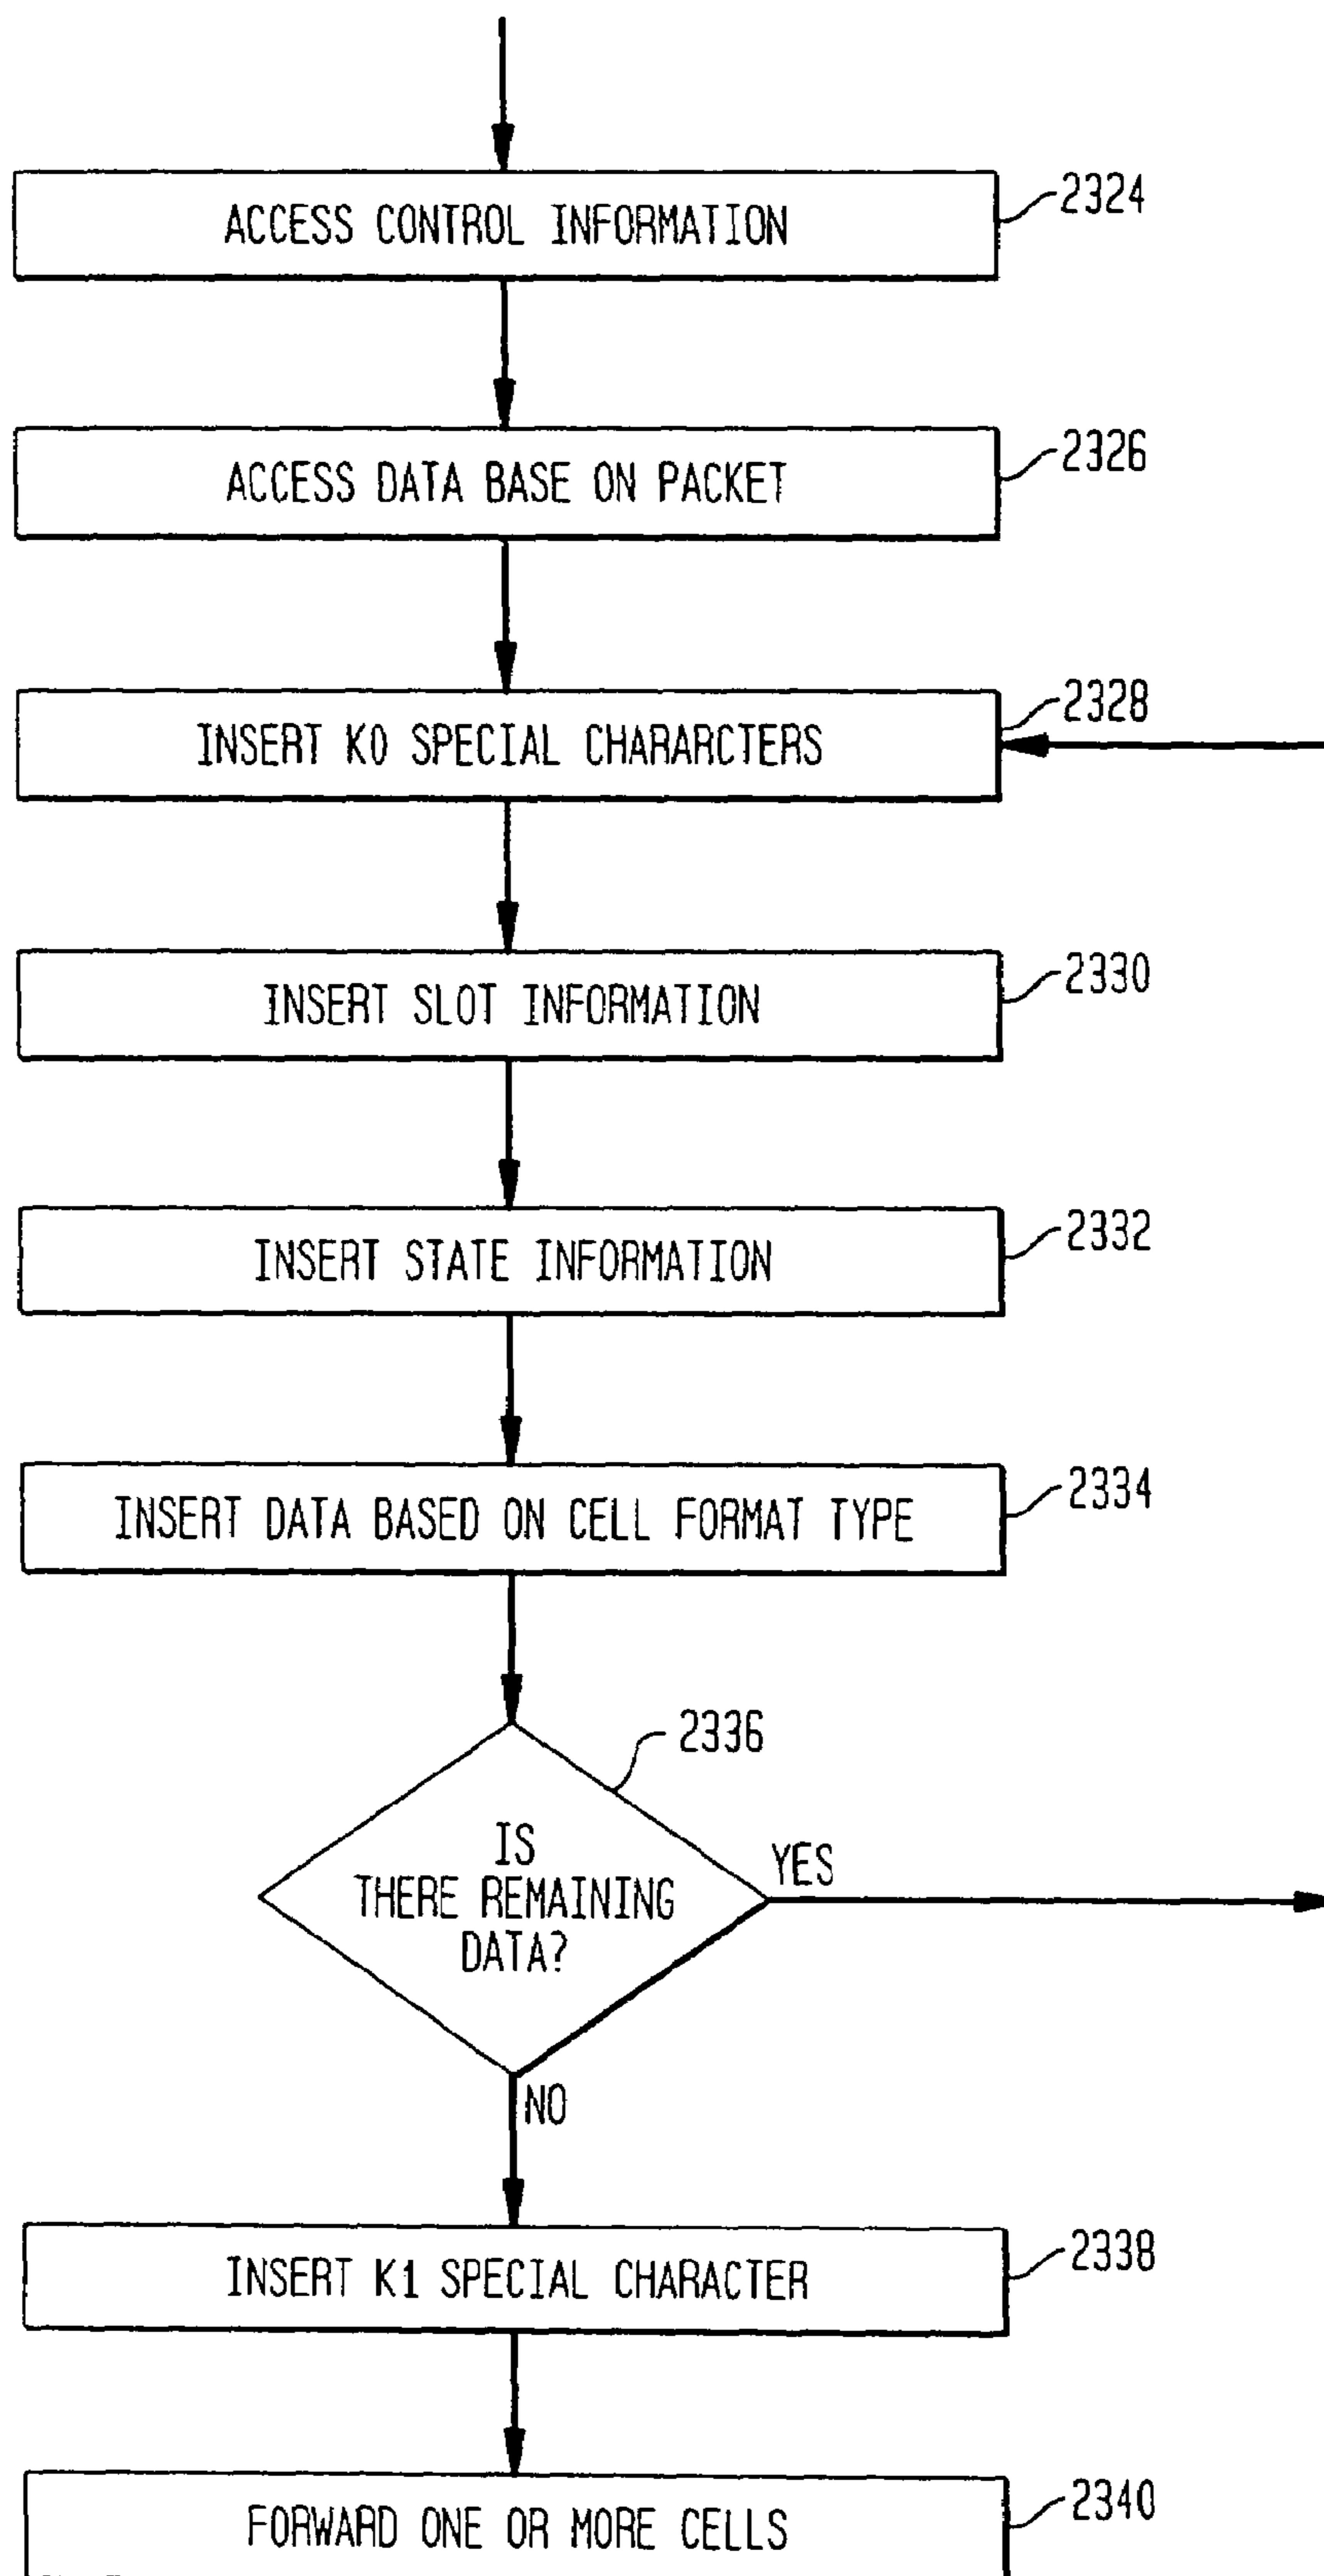 ACCESS CONTROL INFORMATION
2324
ACCESS DATA BASE ON PACKET
2326
INSERT K0 SPECIAL CHARARCTERS
2328
INSERT SLOT INFORMATION
2330
INSERT STATE INFORMATION
2332
INSERT DATA BASED ON CELL FORMAT TYPE
2334
2336
IS
THERE REMAINING
DATA?
YES
NO
INSERT K1 SPECIAL CHARACTER
2338
FORWARD ONE OR MORE CELLS
2340